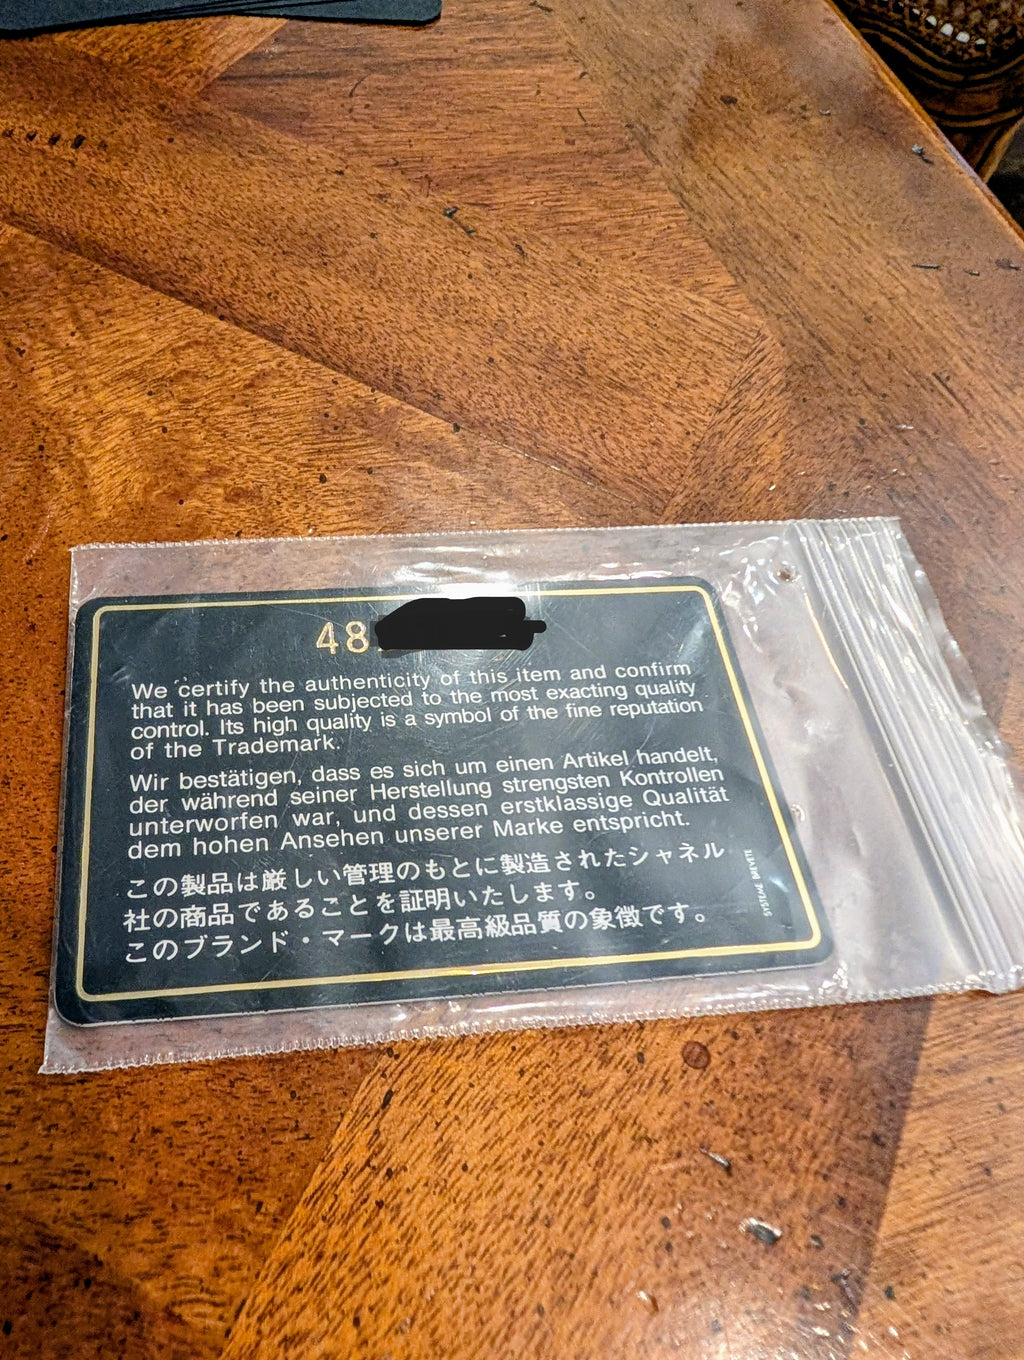 48
We certify the authenticity of this item and confirm
that it has been subjected to the most exacting quality
control. Its high quality is a symbol of the fine reputation
of the Trademark.
Wir bestätigen, dass es sich um einen Artikel handelt,
der während seiner Herstellung strengsten Kontrollen
unterworfen war, und dessen erstklassige Qualität
dem hohen Ansehen unserer Marke entspricht.
この製品は厳しい管理のもとに製造されたシャネル
社の商品であることを証明いたします。
このブランド・マークは最高級品質の象徴です。
SYSTEME BREVETE